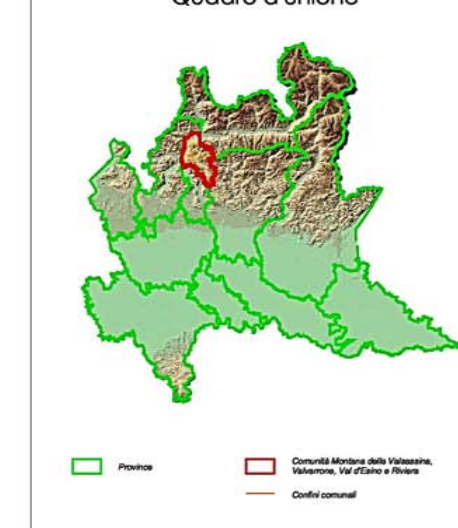 Quadro d'unione
Province
Comunità Montana della Valsassina,
Valvarrone, Val d'Esino e Riviera
Confini comunali